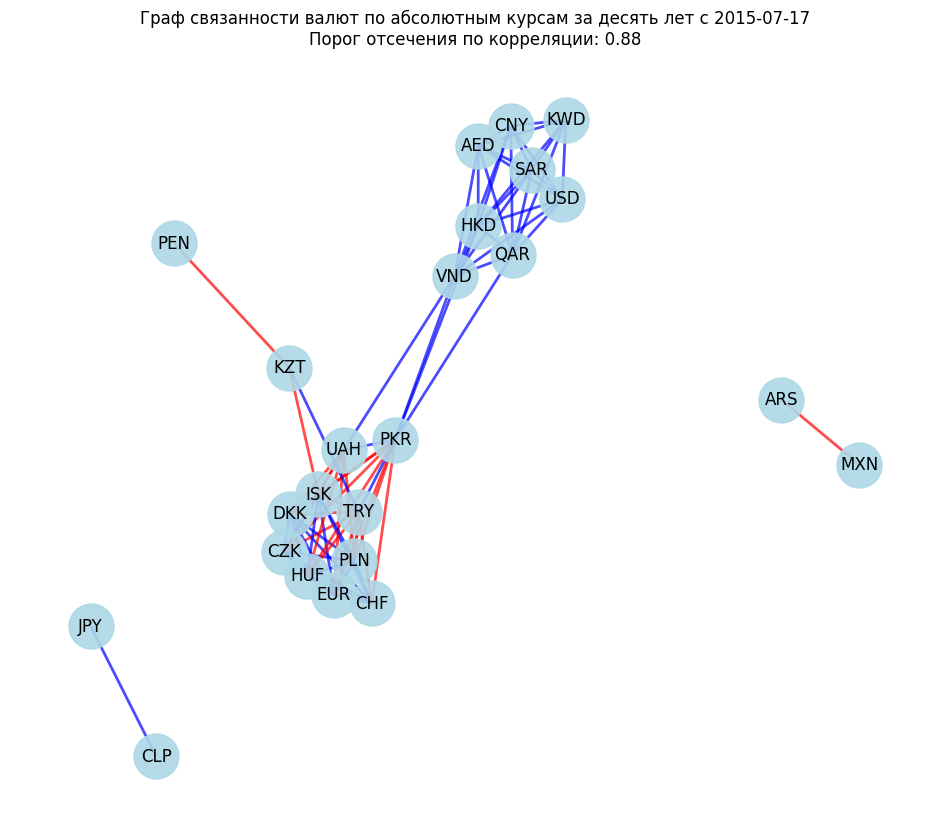 Граф связанности валют по абсолютным курсам за десять лет с 2015-07-17
Порог отсечения по корреляции: 0.88
KWD
CNY
AED
SAR
USD
HKD
PEN
QAR
VND
KZT
ARS
PKR
UAH
MXN
ISK
TRY
DKK
CZK
PLN
HUF
EUR
CHF
JPY
CLP